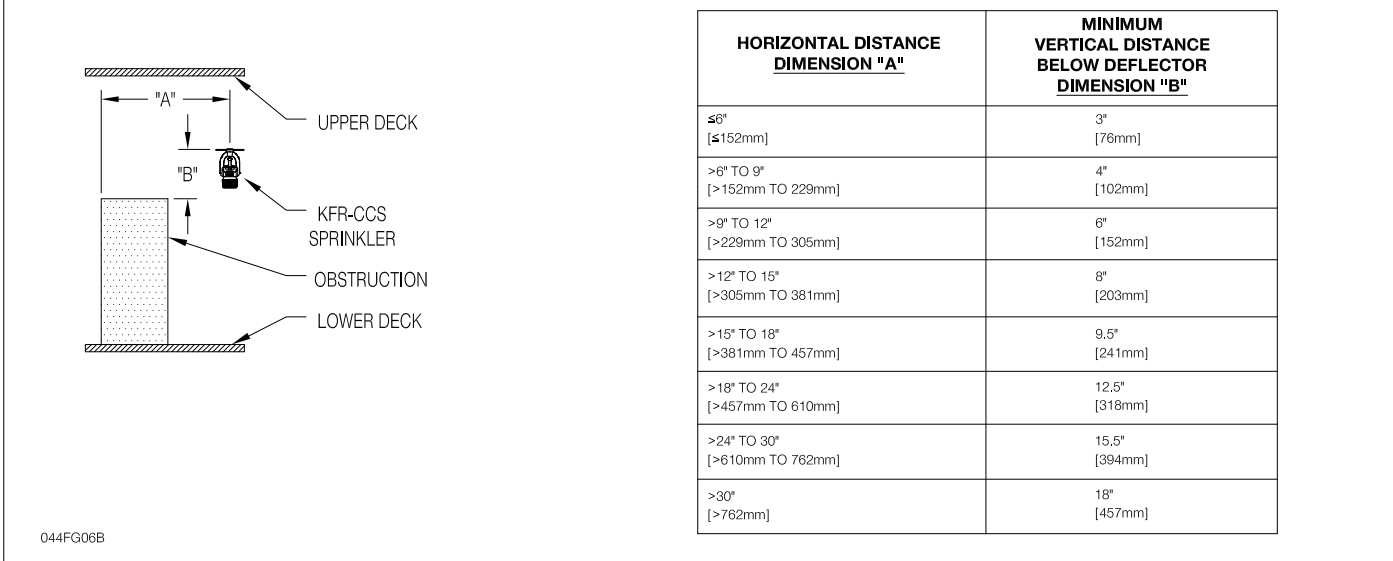 "A"
UPPER DECK
"B"
KFR-CCS
SPRINKLER
OBSTRUCTION
LOWER DECK
044FG06B
HORIZONTAL DISTANCE
DIMENSION "A"
MINIMUM
VERTICAL DISTANCE
BELOW DEFLECTOR
DIMENSION "B"
≤6"
[≤152mm]
3"
[76mm]
>6" TO 9"
[>152mm TO 229mm]
4"
[102mm]
>9" TO 12"
[>229mm TO 305mm]
6"
[152mm]
>12" TO 15"
[>305mm TO 381mm]
8"
[203mm]
>15" TO 18"
[>381mm TO 457mm]
9.5"
[241mm]
>18" TO 24"
[>457mm TO 610mm]
12.5"
[318mm]
>24" TO 30"
[>610mm TO 762mm]
15.5"
[394mm]
>30"
[>762mm]
18"
[457mm]